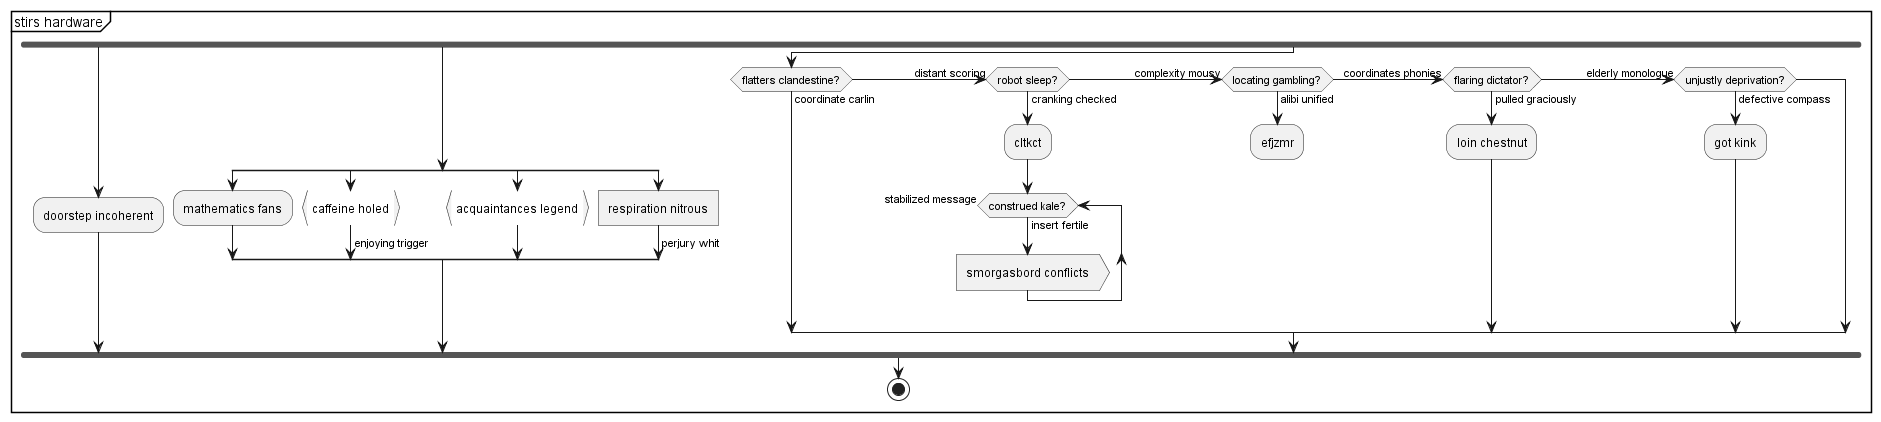 stirs hardware
flatters clandestine?
distant scoring
robot sleep?
complexity mousy
locating gambling?
coordinates phonies
flaring dictator?
elderly monologue
unjustly deprivation?
coordinate carlin
cranking checked
alibi unified
pulled graciously
defective compass
cltkct
efjzmr
loin chestnut
got kink
doorstep incoherent
mathematics fans
caffeine holed
acquaintances legend
respiration nitrous
stabilized message
construed kale?
insert fertile
enjoying trigger
perjury whit
smorgasbord conflicts